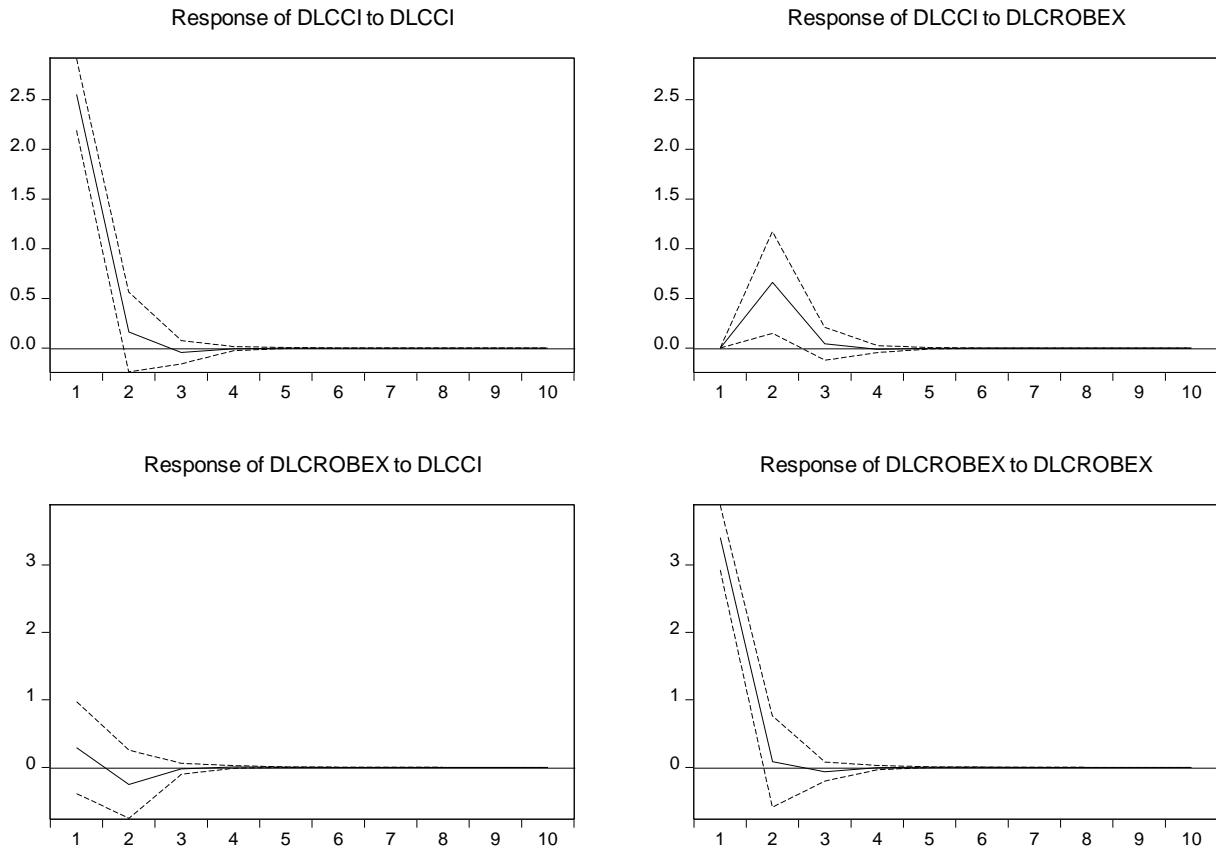 Response of DLCCI to DLCCI
2.5
2.0
1.5
1.0
0.5
0.0
1 2 3 4 5 6 7 8 9 10
Response of DLCCI to DLCROBEX
2.5
2.0
1.5
1.0
0.5
0.0
1 2 3 4 5 6 7 8 9 10
Response of DLCROBEX to DLCCI
3
2
1
0
1 2 3 4 5 6 7 8 9 10
Response of DLCROBEX to DLCROBEX
3
2
1
0
1 2 3 4 5 6 7 8 9 10